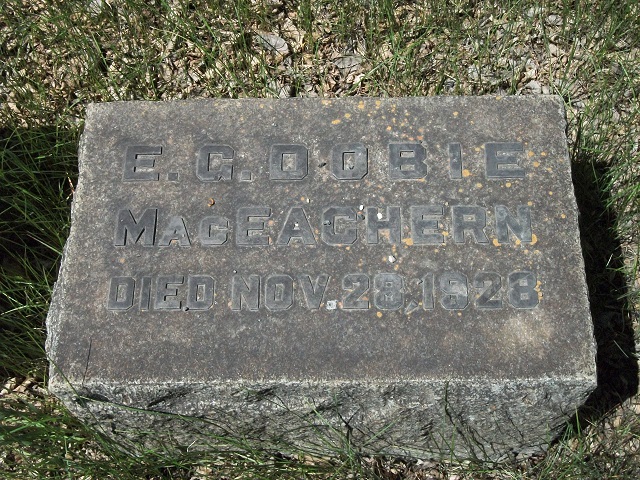 E. G. DOBIE
MacEACHERN
DIED NOV. 28, 1928